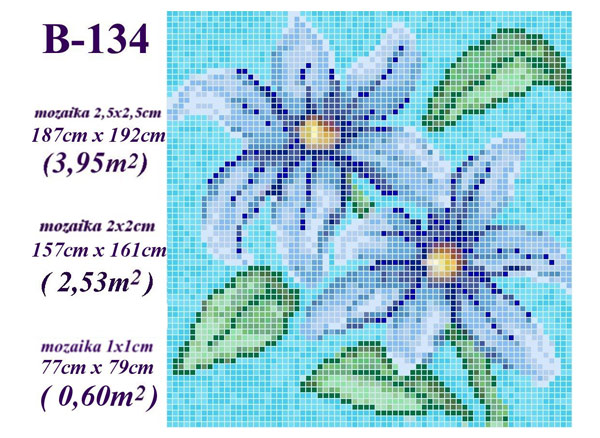 B-134
mozaika 2,5x2,5cm
187cm x 192cm
(3,95m2)
mozaika 2x2cm
157cm x 161cm
( 2,53m2 )
mozaika 1x1cm
77cm x 79cm
( 0,60m2 )